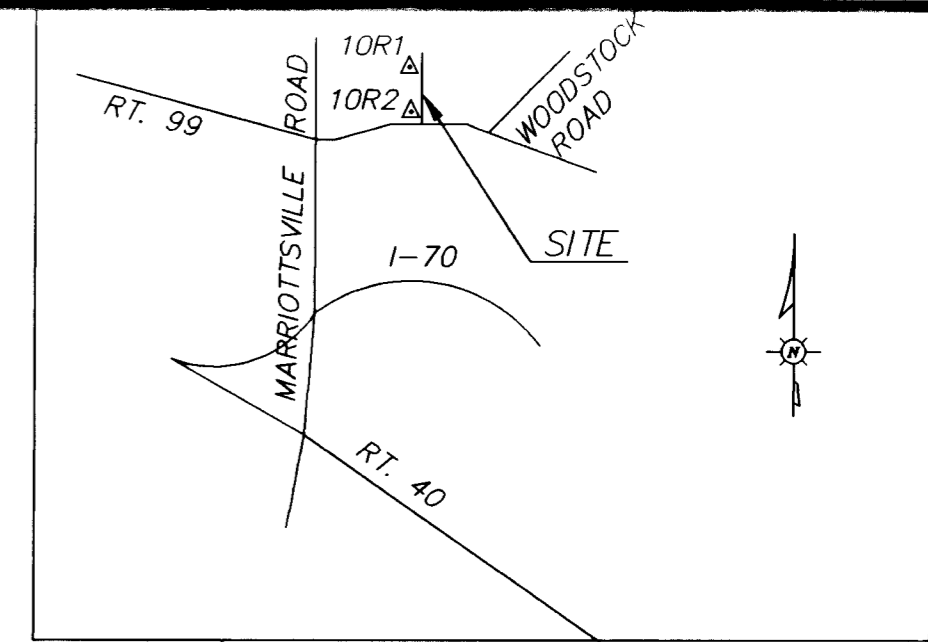 10R1
10R2
RT. 99
MARRIOTTSVILLE ROAD
WOODSTOCK
ROAD
SITE
I-70
N
RT. 40